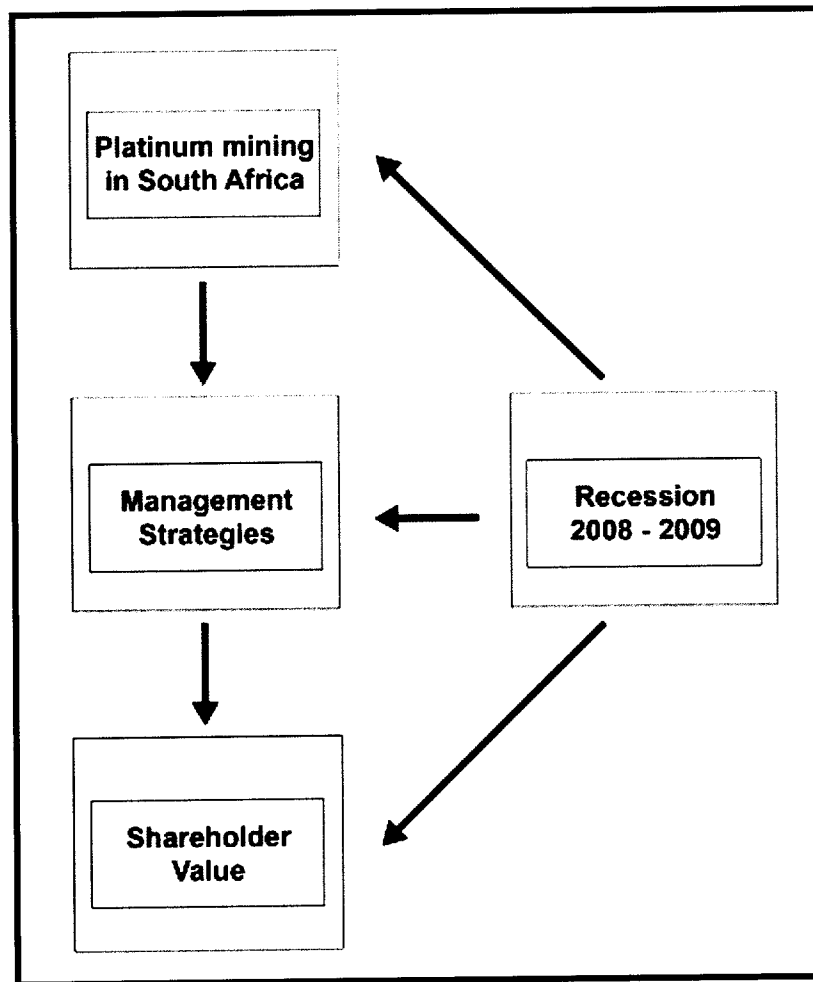 Platinum mining
in South Africa
Management
Strategies
Recession
2008 - 2009
Shareholder
Value